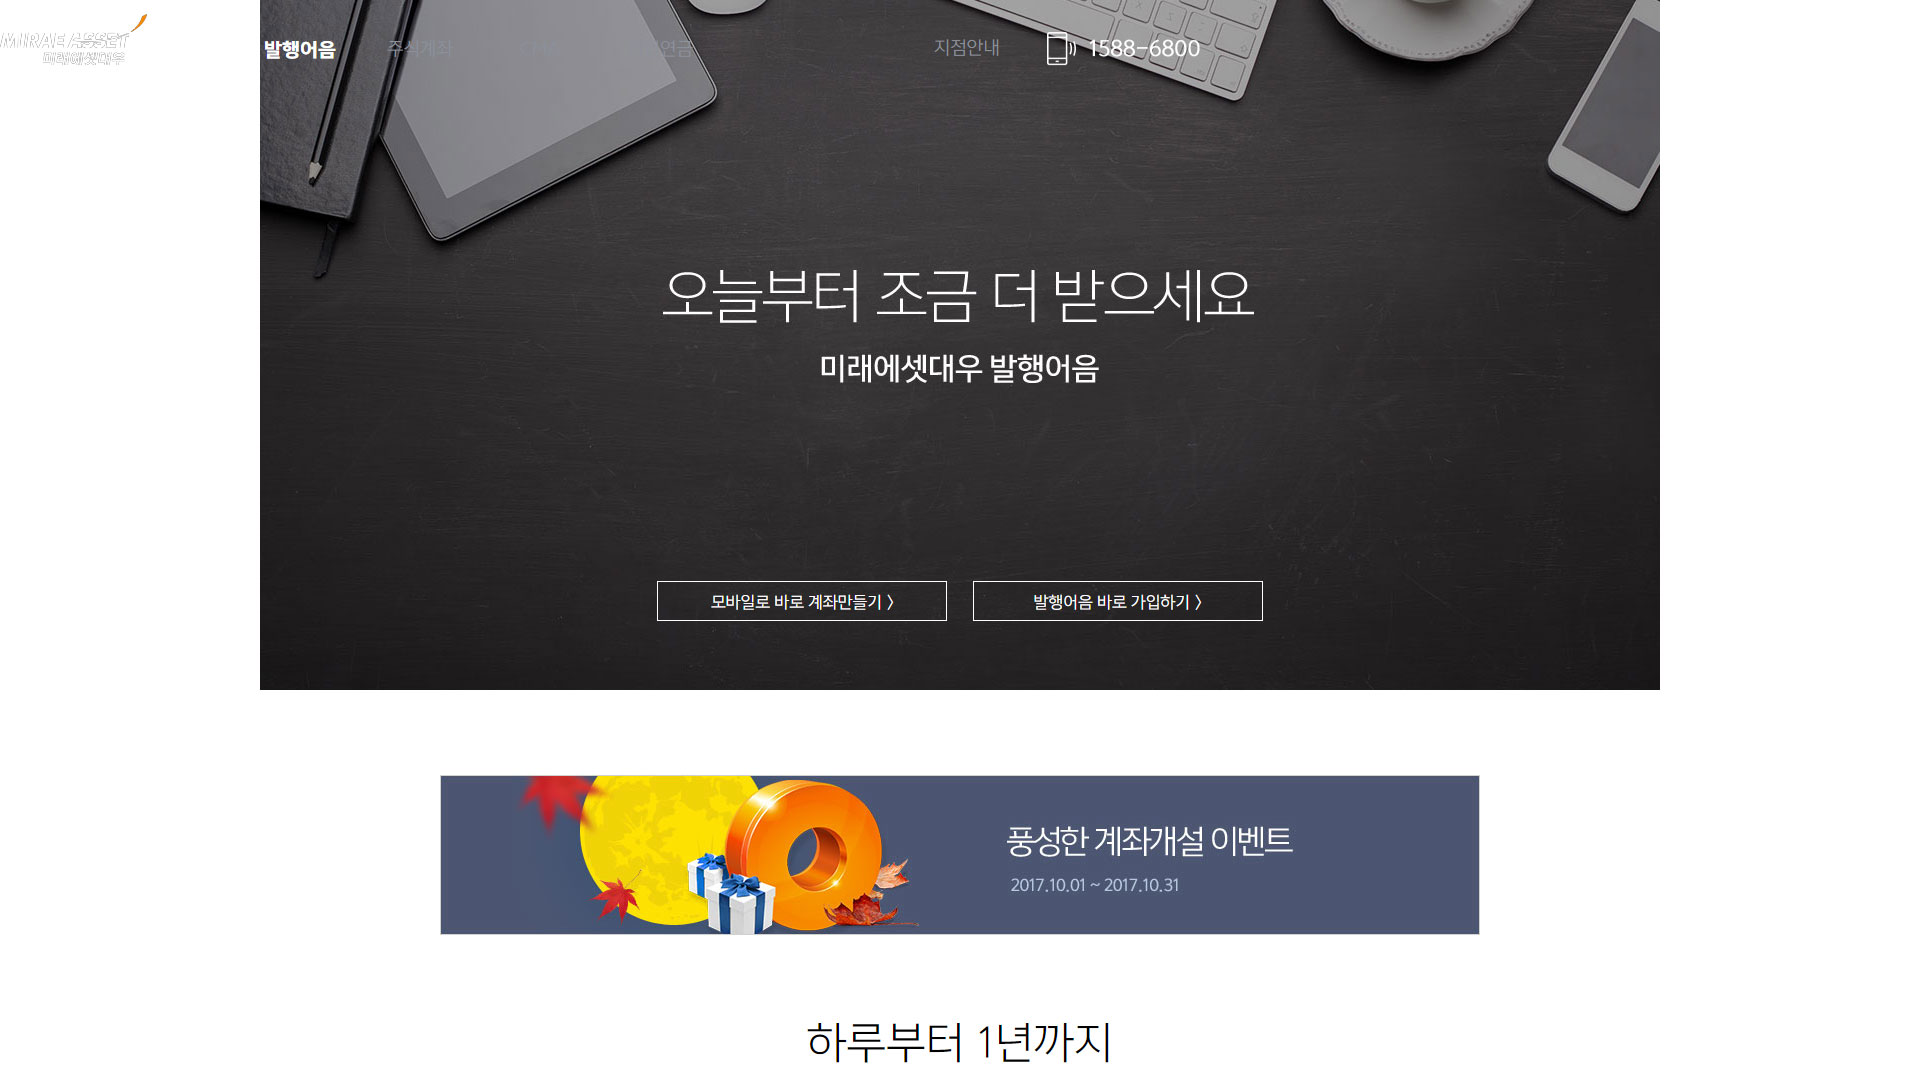 MIRAE ASSET
미래에셋대우
발행어음
주식계좌
연금
지점안내
1588-6800
오늘부터 조금 더 받으세요
미래에셋대우 발행어음
모바일로 바로 계좌만들기 〉
발행어음 바로 가입하기 〉
풍성한 계좌개설 이벤트
2017.10.01 ~ 2017.10.31
하루부터 1년까지